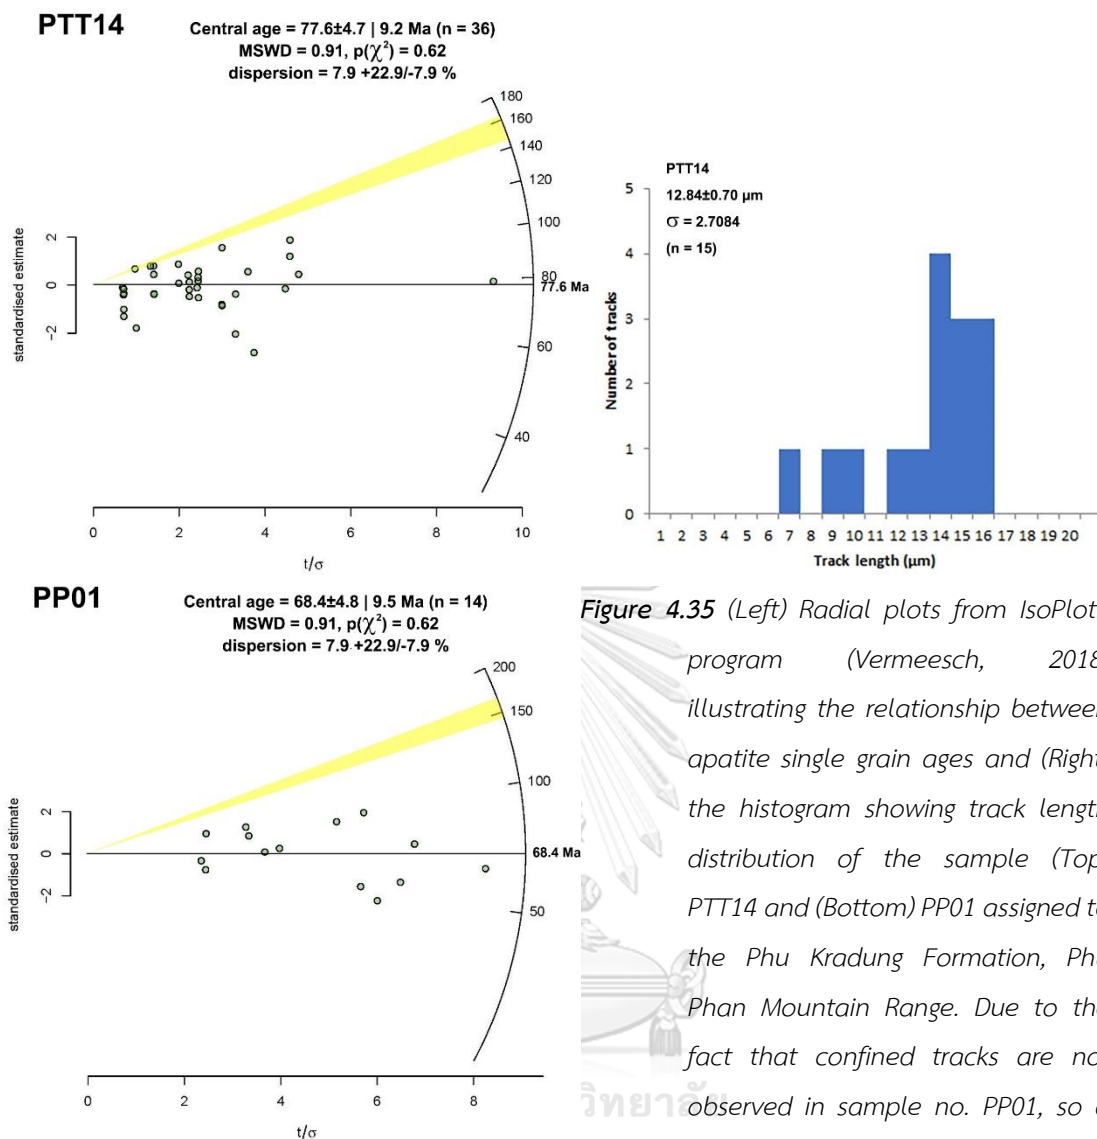 PTT14
Central age = 77.6±4.7 | 9.2 Ma (n = 36)
MSWD = 0.91, p(χ²) = 0.62
dispersion = 7.9 +22.9/-7.9 %
180
160
140
120
100
80
77.6 Ma
60
40
standardised estimate
2
0
-2
0 2 4 6 8 10
t/σ
PTT14
12.84±0.70 µm
σ = 2.7084
(n = 15)
Number of tracks
5
4
3
2
1
0
1 2 3 4 5 6 7 8 9 10 11 12 13 14 15 16 17 18 19 20
Track length (µm)
PP01
Central age = 68.4±4.8 | 9.5 Ma (n = 14)
MSWD = 0.91, p(χ²) = 0.62
dispersion = 7.9 +22.9/-7.9 %
200
150
100
68.4 Ma
50
standardised estimate
2
0
-2
0 2 4 6 8
t/σ
Figure 4.35 (Left) Radial plots from IsoPlot
program (Vermeesch, 2018
illustrating the relationship between
apatite single grain ages and (Right
the histogram showing track length
distribution of the sample (Top
PTT14 and (Bottom) PP01 assigned to
the Phu Kradung Formation, Phu
Phan Mountain Range. Due to the
fact that confined tracks are no
observed in sample no. PP01, so
วิทยาลัย